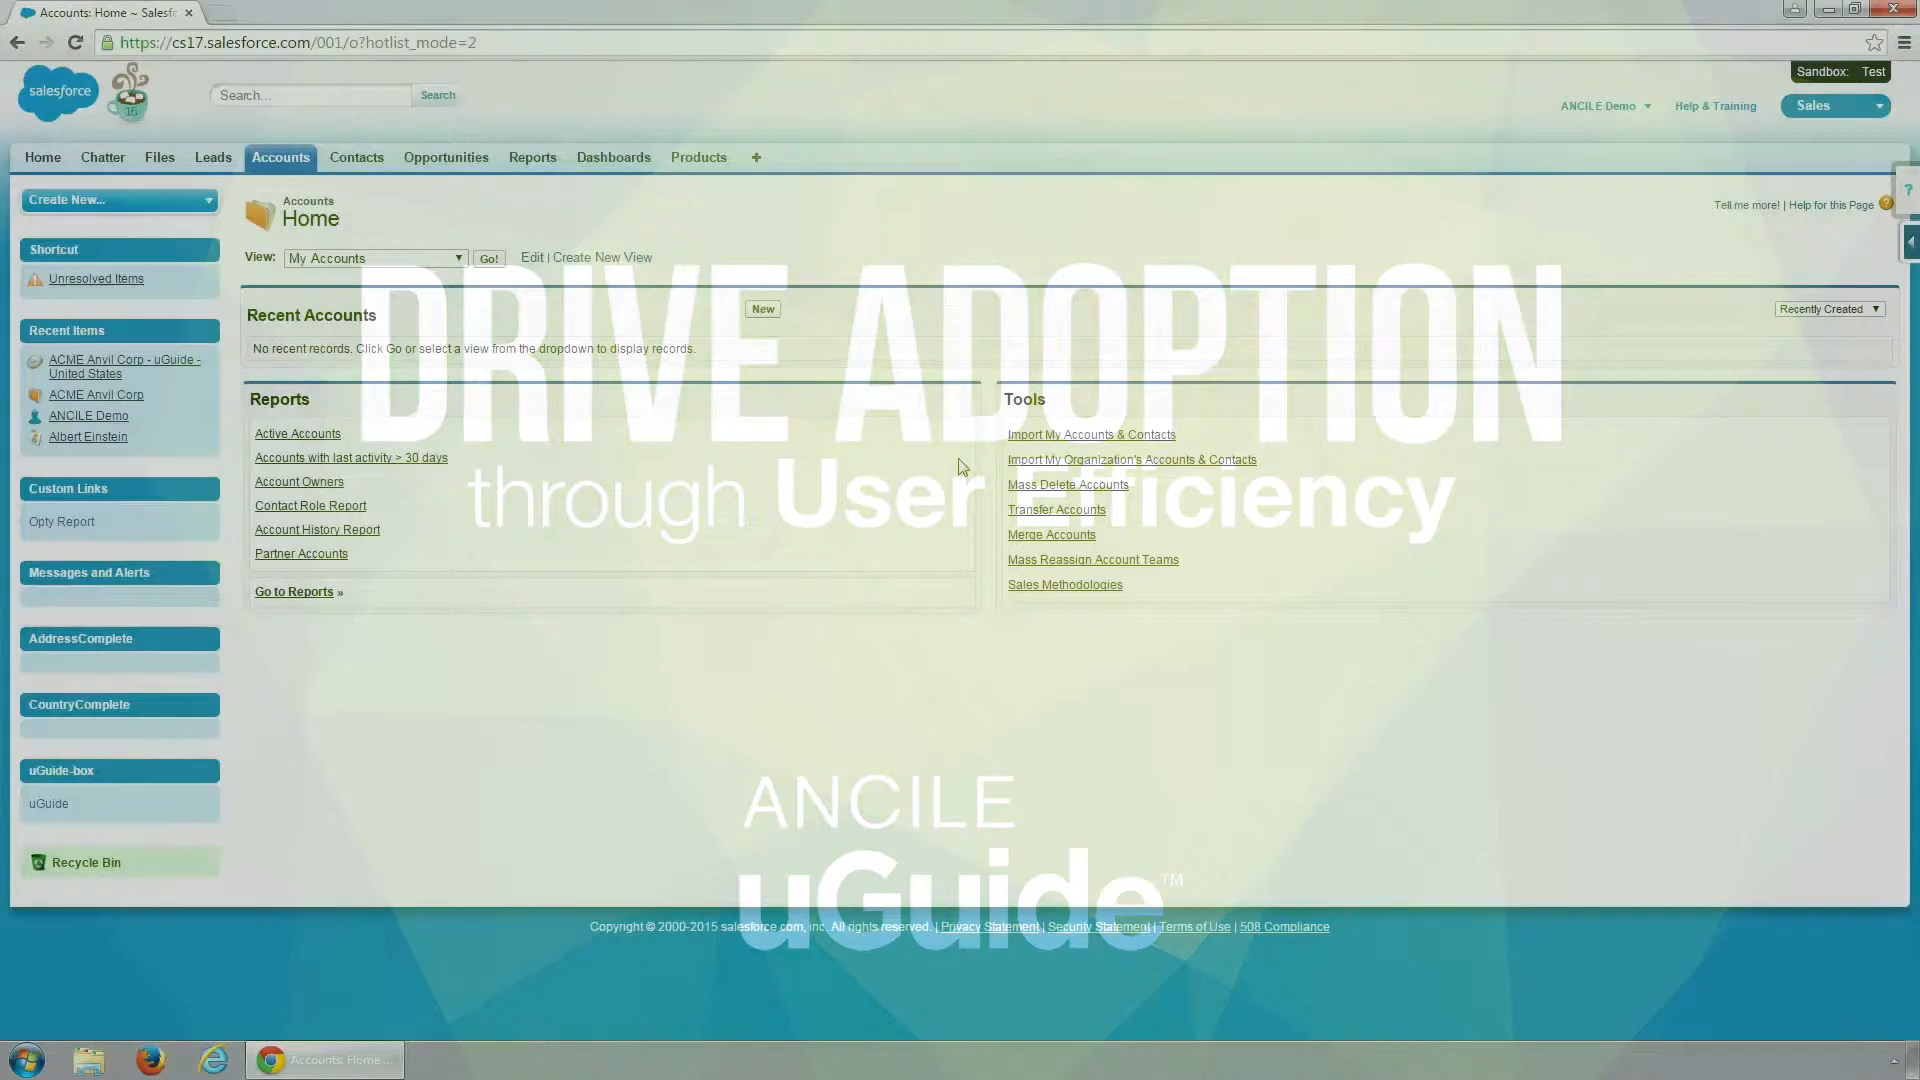 Accounts: Home ~ Salesfo
https://cs17.salesforce.com/001/o?hotlist_mode=2
salesforce
16
Search...
Search
Sandbox: Test
ANCILE Demo
Help & Training
Sales
Home Chatter Files Leads Accounts Contacts Opportunities Reports Dashboards Products +
Create New...
Accounts
Home
Tell me more! | Help for this Page
?
View: My Accounts Go! Edit | Create New View
Shortcut
Unresolved Items
DRIVE ADOPTION
through User Efficiency
Recent Accounts
New
Recently Created
No recent records. Click Go or select a view from the dropdown to display records.
Recent Items
ACME Anvil Corp - uGuide -
United States
ACME Anvil Corp
ANCILE Demo
Albert Einstein
Reports
Active Accounts
Accounts with last activity > 30 days
Account Owners
Contact Role Report
Account History Report
Partner Accounts
Go to Reports »
Tools
Import My Accounts & Contacts
Import My Organization's Accounts & Contacts
Mass Delete Accounts
Transfer Accounts
Merge Accounts
Mass Reassign Account Teams
Sales Methodologies
Custom Links
Opty Report
Messages and Alerts
AddressComplete
CountryComplete
uGuide-box
uGuide
Recycle Bin
ANCILE
uGuide™
Copyright © 2000-2015 salesforce.com, inc. All rights reserved. | Privacy Statement | Security Statement | Terms of Use | 508 Compliance
Accounts: Home ...